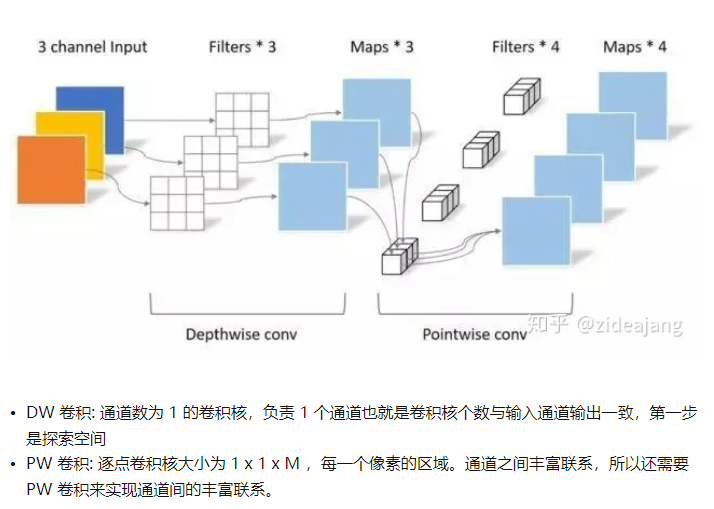 3 channel Input Filters * 3 Maps * 3 Filters * 4 Maps * 4
Depthwise conv Pointwise conv
知乎 @zideajang
• DW 卷积: 通道数为 1 的卷积核，负责 1 个通道也就是卷积核个数与输入通道输出一致，第一步
是探索空间
• PW 卷积: 逐点卷积核大小为 1 x 1 x M ，每一个像素的区域。通道之间丰富联系，所以还需要
PW 卷积来实现通道间的丰富联系。